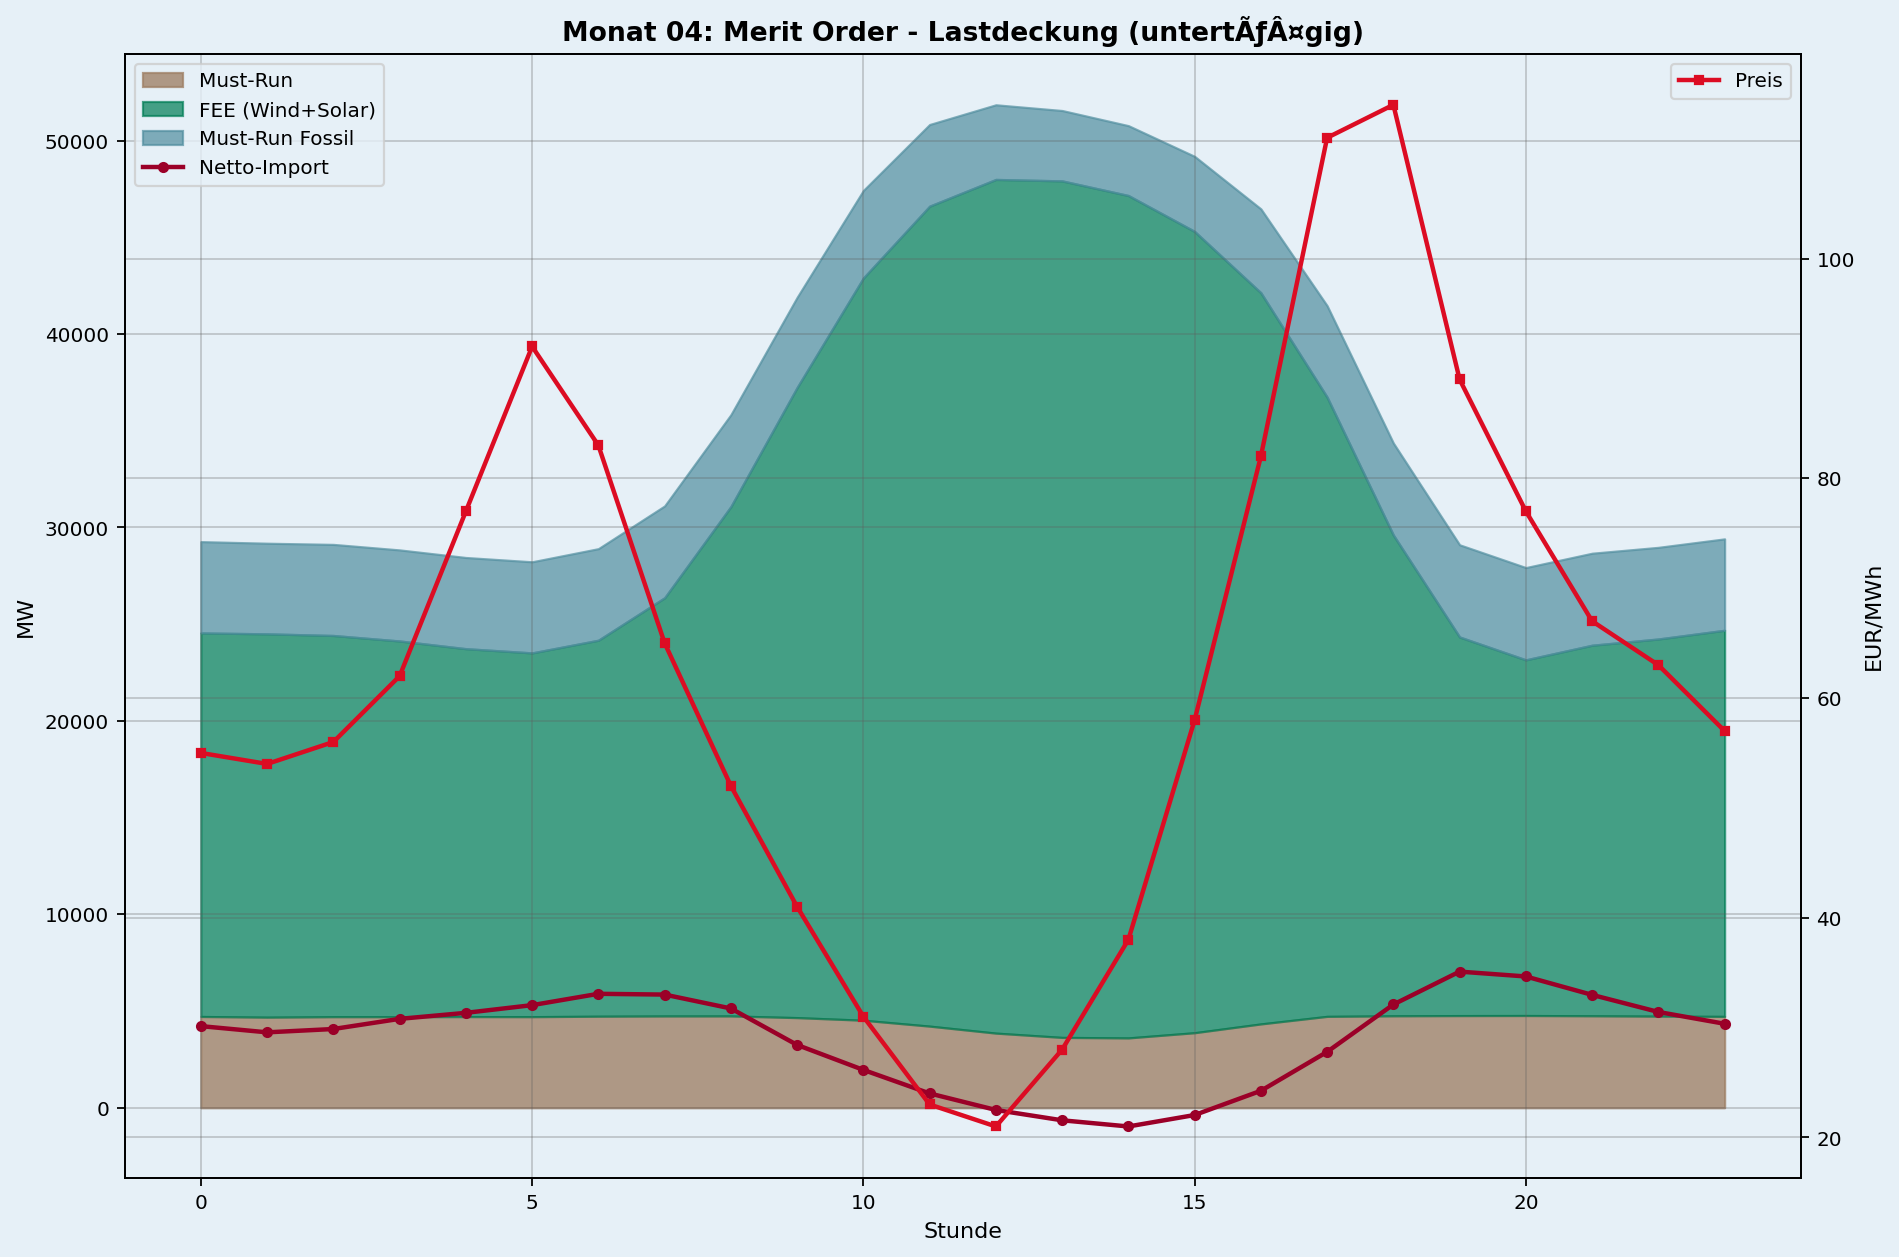 Monat 04: Merit Order - Lastdeckung (untertÃƒÂ¤gig)
Must-Run
FEE (Wind+Solar)
Must-Run Fossil
Netto-Import
Preis
50000
40000
30000
20000
10000
0
MW
100
80
60
40
20
EUR/MWh
0 5 10 15 20
Stunde